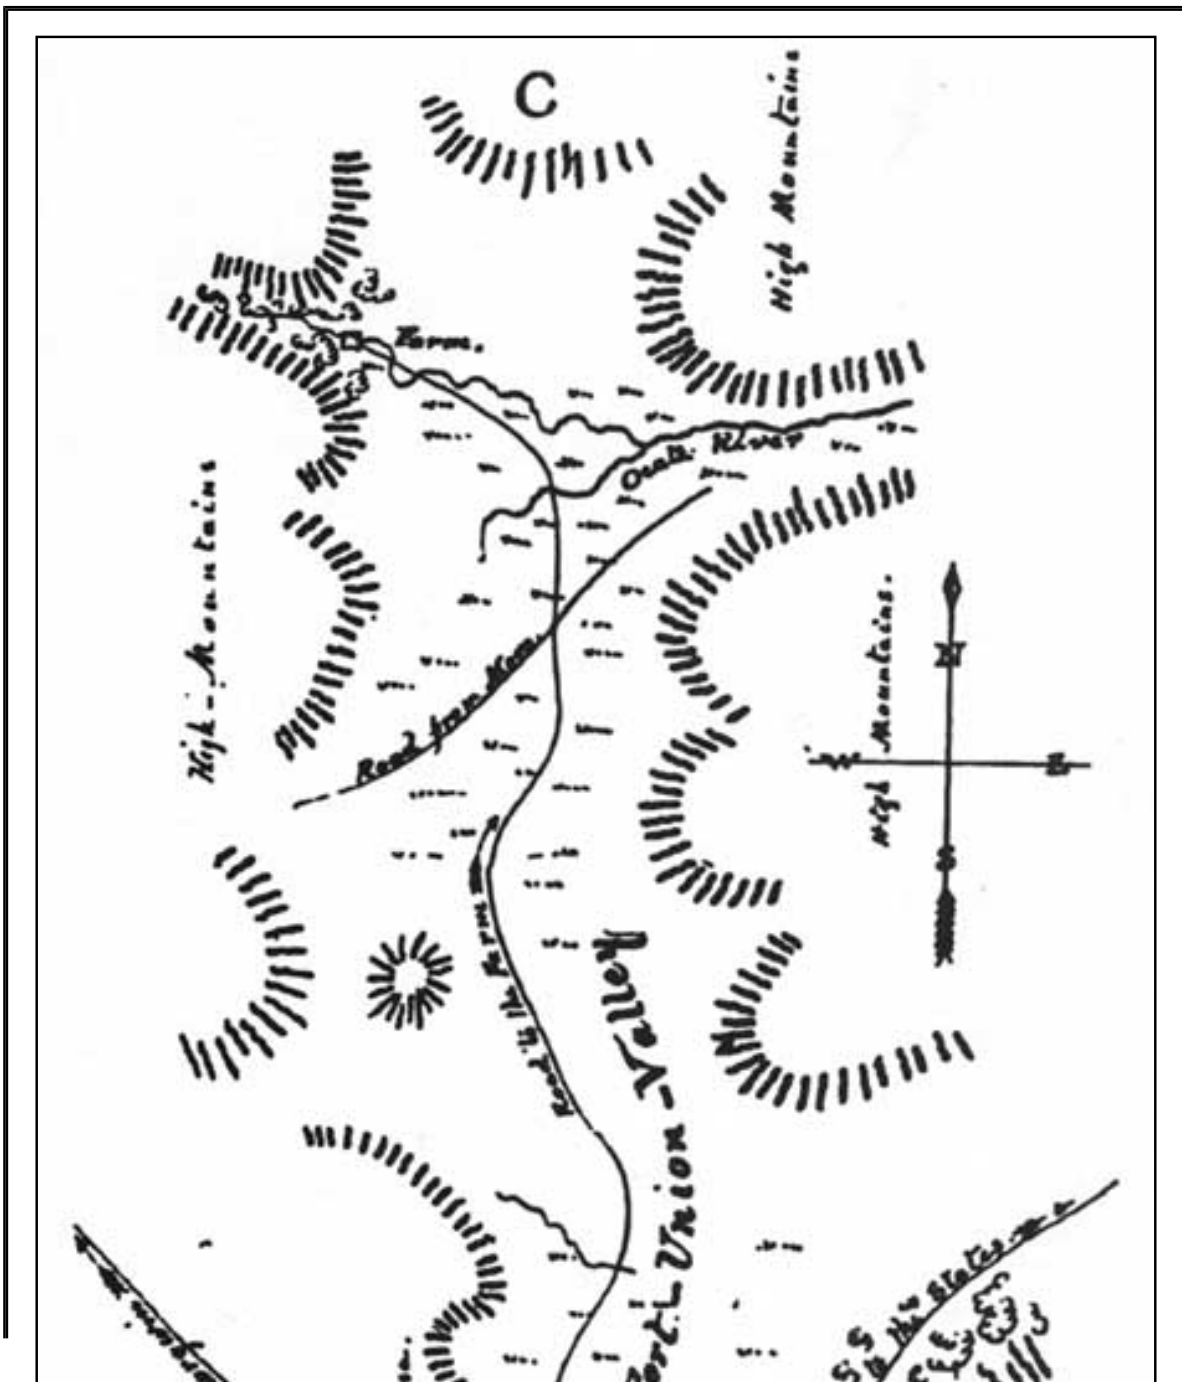 C
High Mountains
Farm.
Ocate River
High - Mountains
Road from Mora.
High Mountains.
N
W
E
S
Road to the Farm
Fort - Union - Valley
to the States.